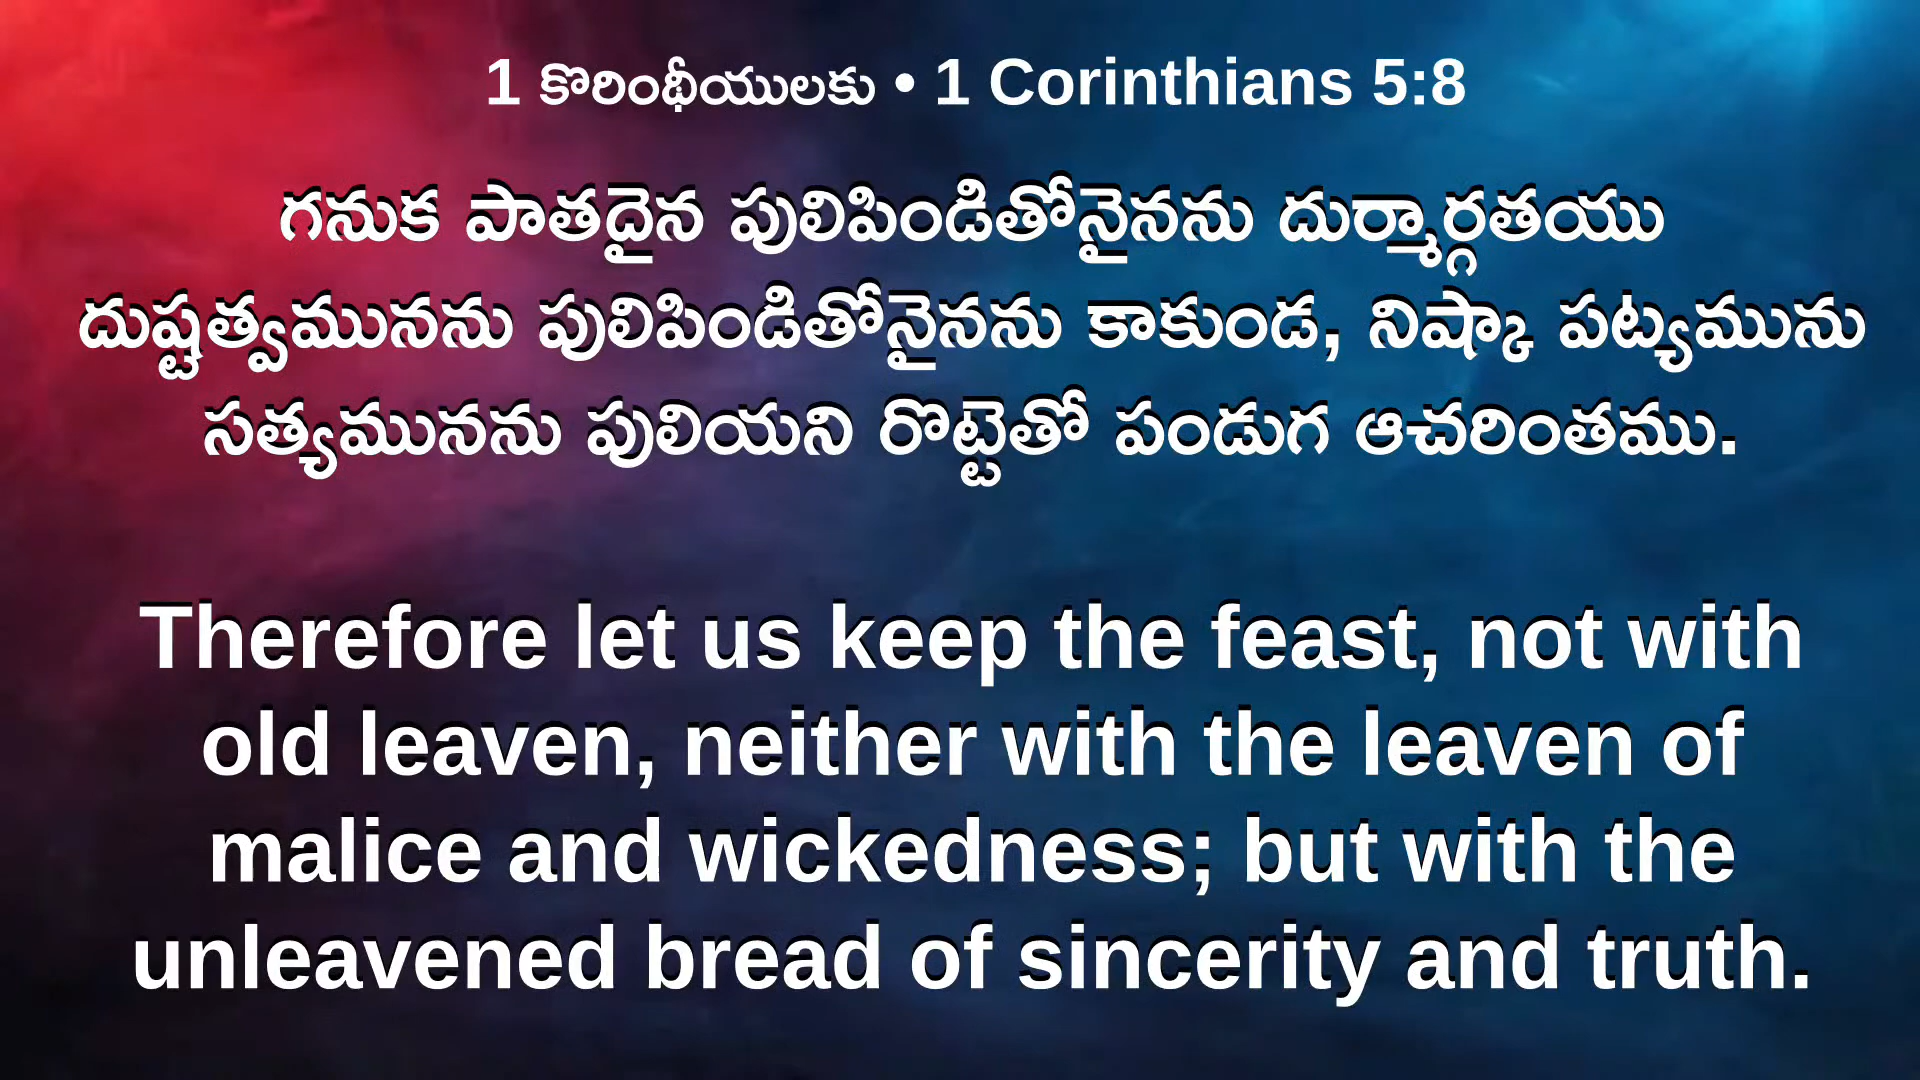 1 కొరింథీయులకు • 1 Corinthians 5:8
గనుక పాతదైన పులిపిండితోనైనను దుర్మార్గతయు
దుష్టత్వమునను పులిపిండితోనైనను కాకుండ, నిష్కా పట్యమును
సత్యమునను పులియని రొట్టెతో పండుగ ఆచరింతము.
Therefore let us keep the feast, not with
old leaven, neither with the leaven of
malice and wickedness; but with the
unleavened bread of sincerity and truth.